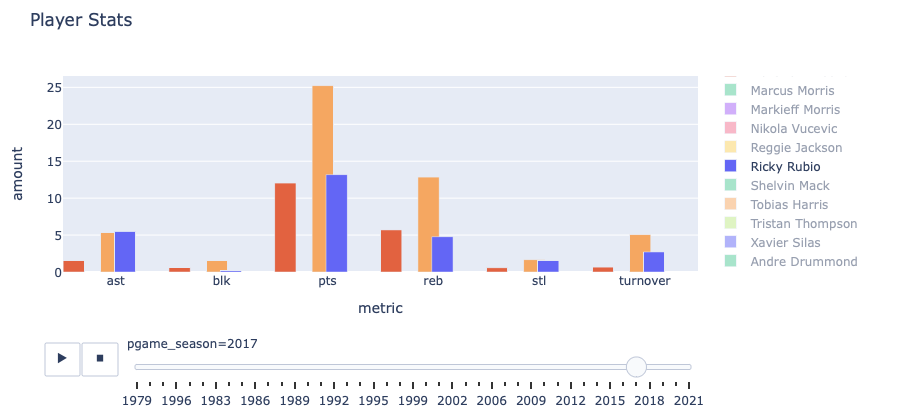 Player Stats
25
20
15
10
5
0
amount
ast
blk
pts
reb
stl
turnover
metric
Marcus Morris
Markieff Morris
Nikola Vucevic
Reggie Jackson
Ricky Rubio
Shelvin Mack
Tobias Harris
Tristan Thompson
Xavier Silas
Andre Drummond
pgame_season=2017
1979 1996 1983 1986 1989 1992 1995 1999 2002 2006 2009 2012 2015 2018 2021